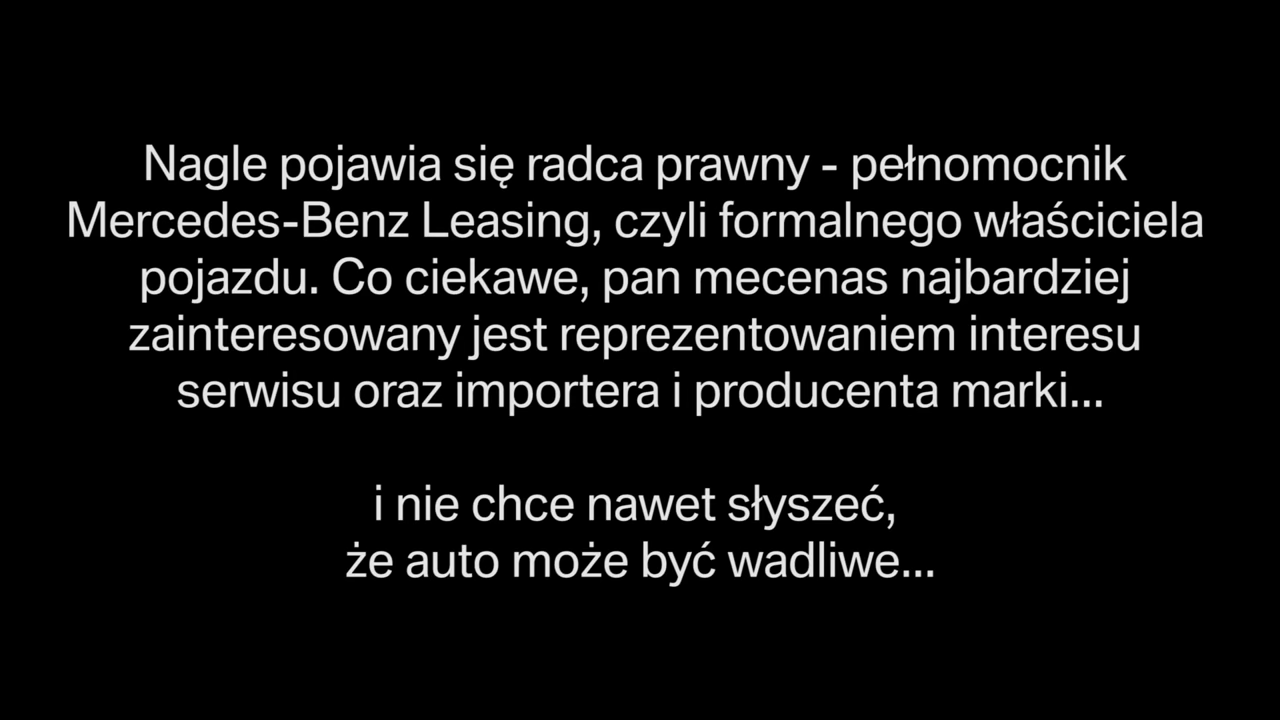 Nagle pojawia się radca prawny - pełnomocnik
Mercedes-Benz Leasing, czyli formalnego właściciela
pojazdu. Co ciekawe, pan mecenas najbardziej
zainteresowany jest reprezentowaniem interesu
serwisu oraz importera i producenta marki...
i nie chce nawet słyszeć,
że auto może być wadliwe...